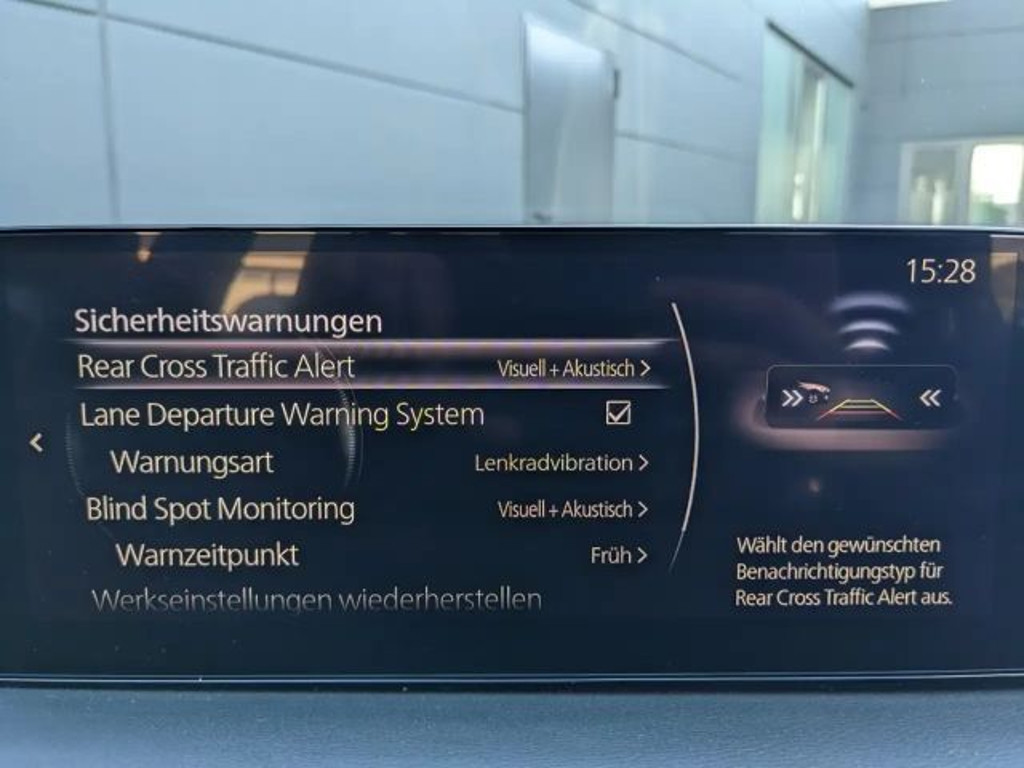 15:28
Sicherheitswarnungen
Rear Cross Traffic Alert Visuell + Akustisch >
Lane Departure Warning System
Warnungsart Lenkradvibration >
Blind Spot Monitoring Visuell + Akustisch >
Warnzeitpunkt Früh >
Werkseinstellungen wiederherstellen
Wählt den gewünschten
Benachrichtigungstyp für
Rear Cross Traffic Alert aus.